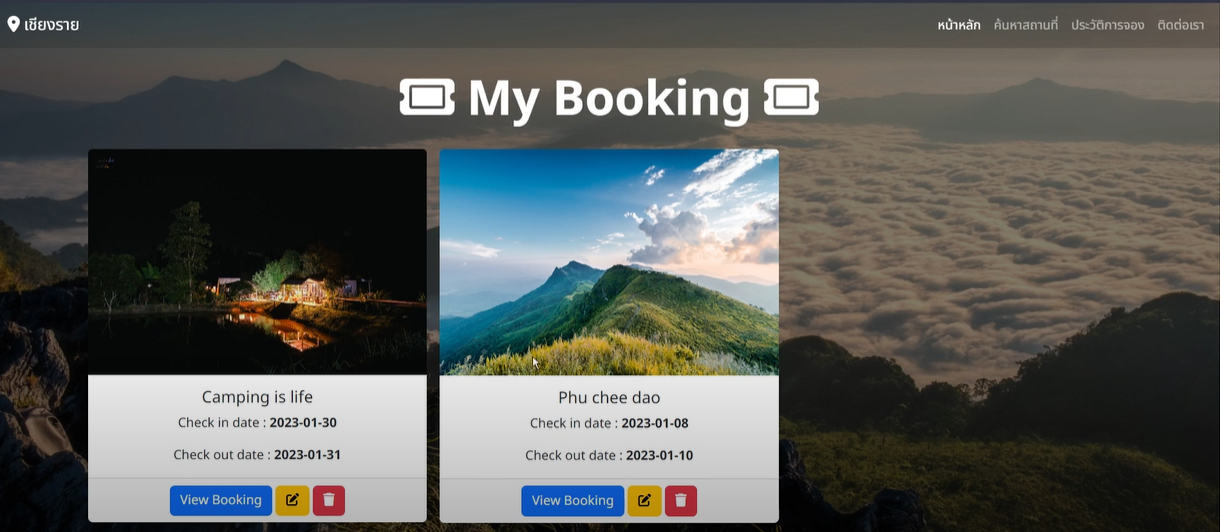 เชียงราย
หน้าหลัก ค้นหาสถานที่ ประวัติการจอง ติดต่อเรา
My Booking
Camping is life
Check in date : 2023-01-30
Check out date : 2023-01-31
View Booking
Phu chee dao
Check in date : 2023-01-08
Check out date : 2023-01-10
View Booking